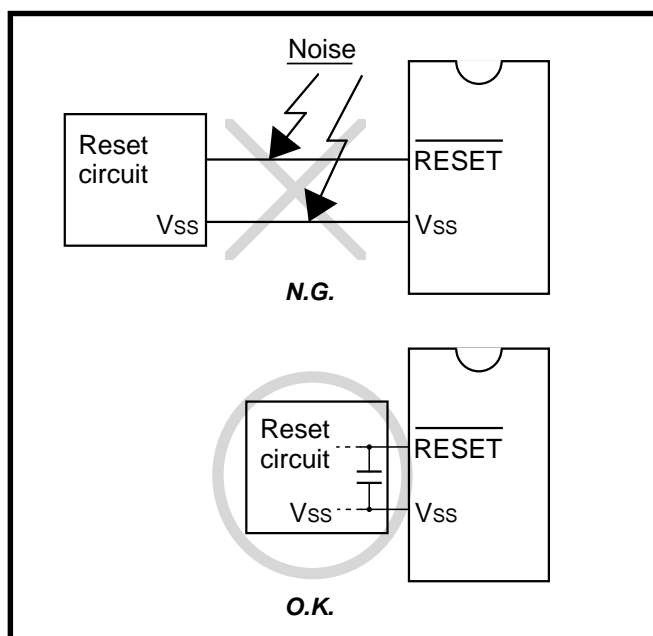 Noise
Reset
circuit
RESET
VSS
VSS
N.G.
Reset
circuit
RESET
VSS
VSS
O.K.